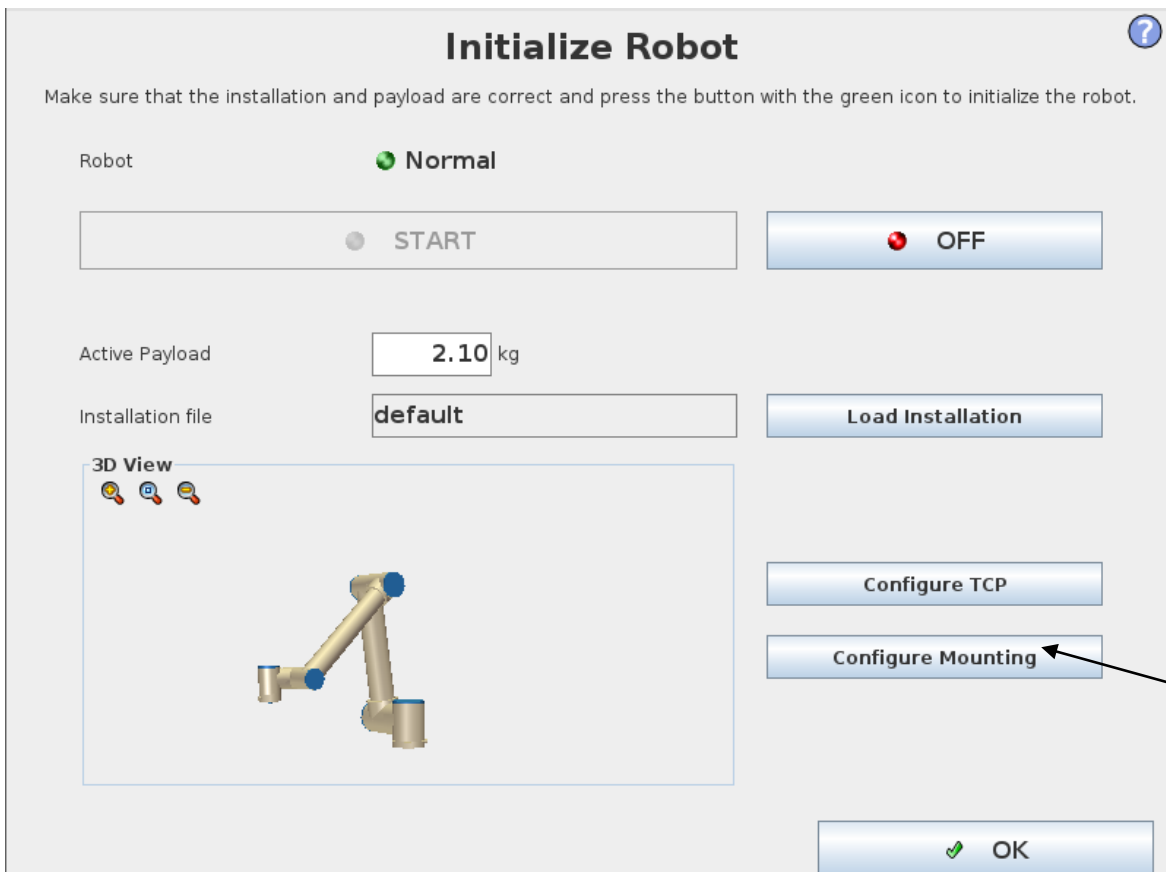 Initialize Robot
?
Make sure that the installation and payload are correct and press the button with the green icon to initialize the robot.
Robot Normal
START OFF
Active Payload 2.10 kg
Installation file default Load Installation
3D View
Configure TCP
Configure Mounting
OK